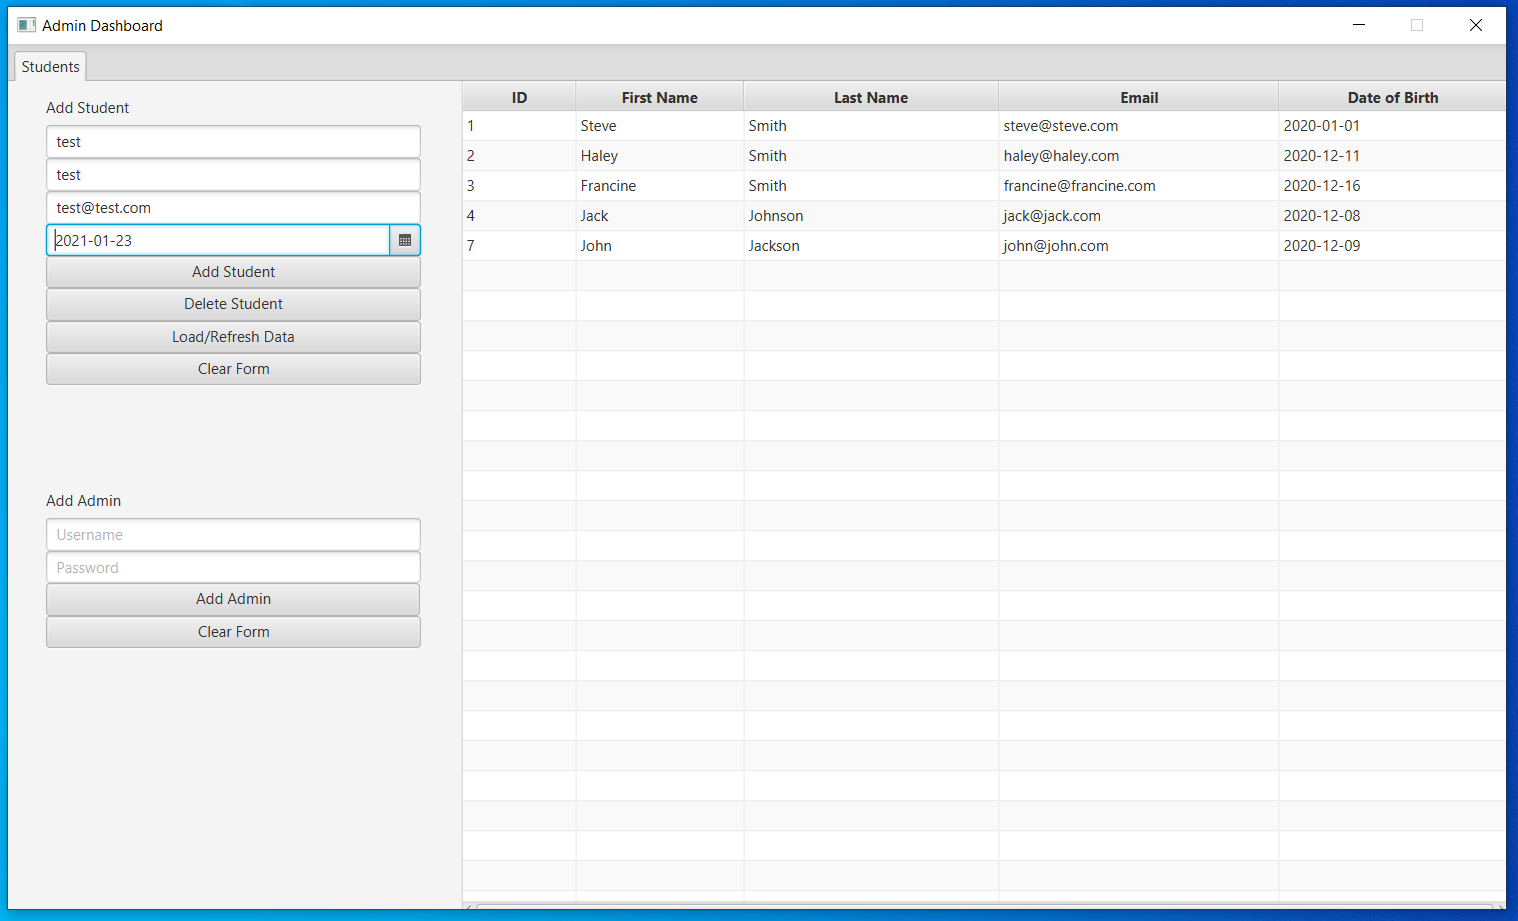 Admin Dashboard
Students
Add Student
test
test
test@test.com
2021-01-23
Add Student
Delete Student
Load/Refresh Data
Clear Form
Add Admin
Username
Password
Add Admin
Clear Form
ID First Name Last Name Email Date of Birth
1 Steve Smith steve@steve.com 2020-01-01
2 Haley Smith haley@haley.com 2020-12-11
3 Francine Smith francine@francine.com 2020-12-16
4 Jack Johnson jack@jack.com 2020-12-08
7 John Jackson john@john.com 2020-12-09